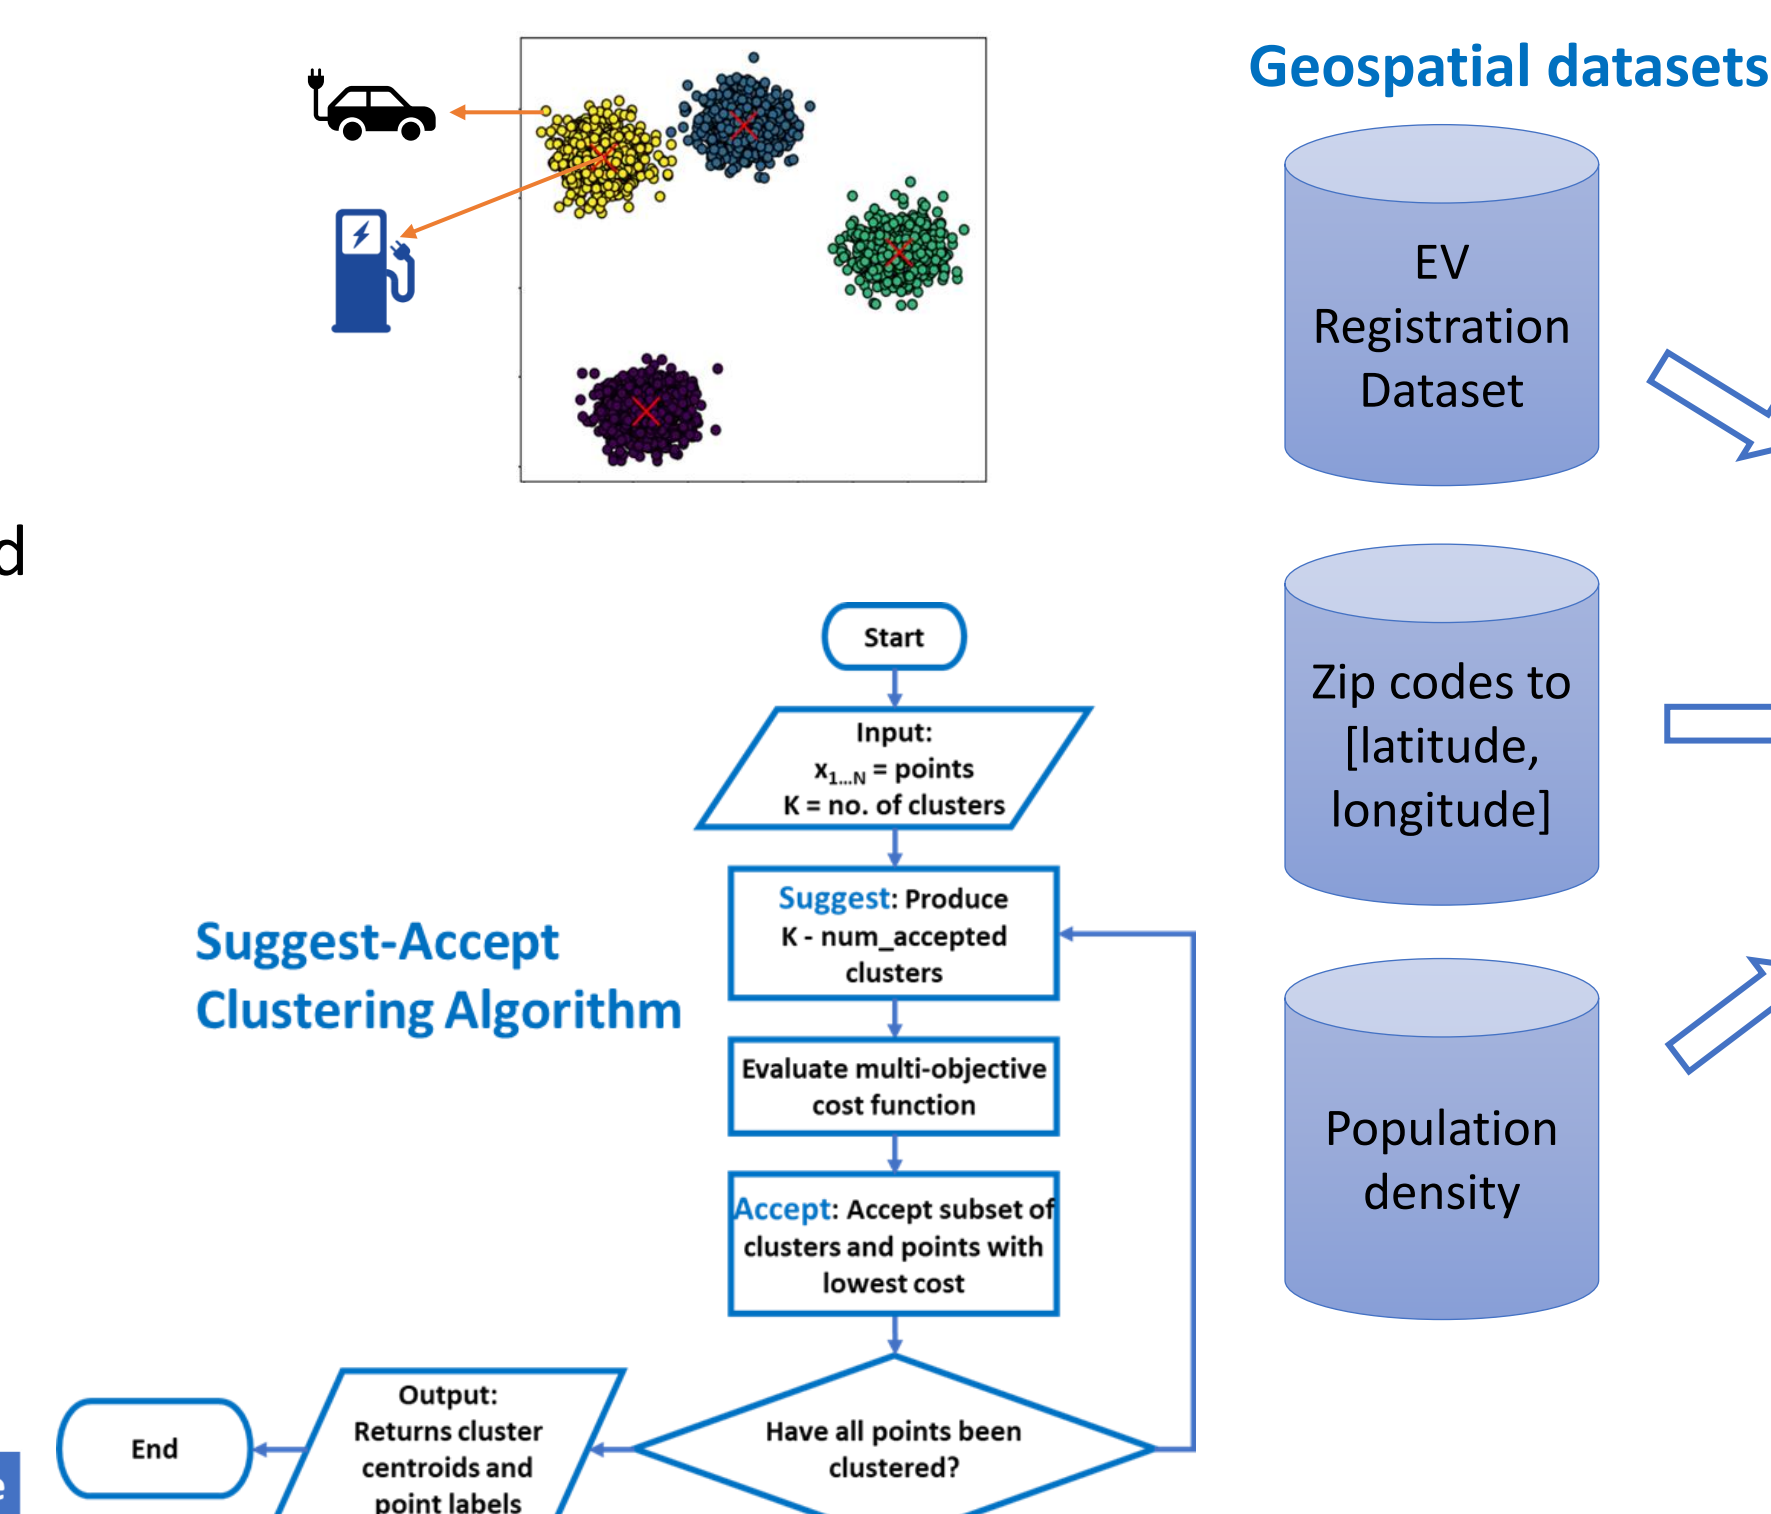 Geospatial datasets
EV
Registration
Dataset
Zip codes to
[latitude,
longitude]
Population
density
d
Suggest-Accept
Clustering Algorithm
Start
Input:
x1...N = points
K = no. of clusters
Suggest: Produce
K - num_accepted
clusters
Evaluate multi-objective
cost function
Accept: Accept subset of
clusters and points with
lowest cost
Have all points been
clustered?
Output:
Returns cluster
centroids and
point labels
End
e